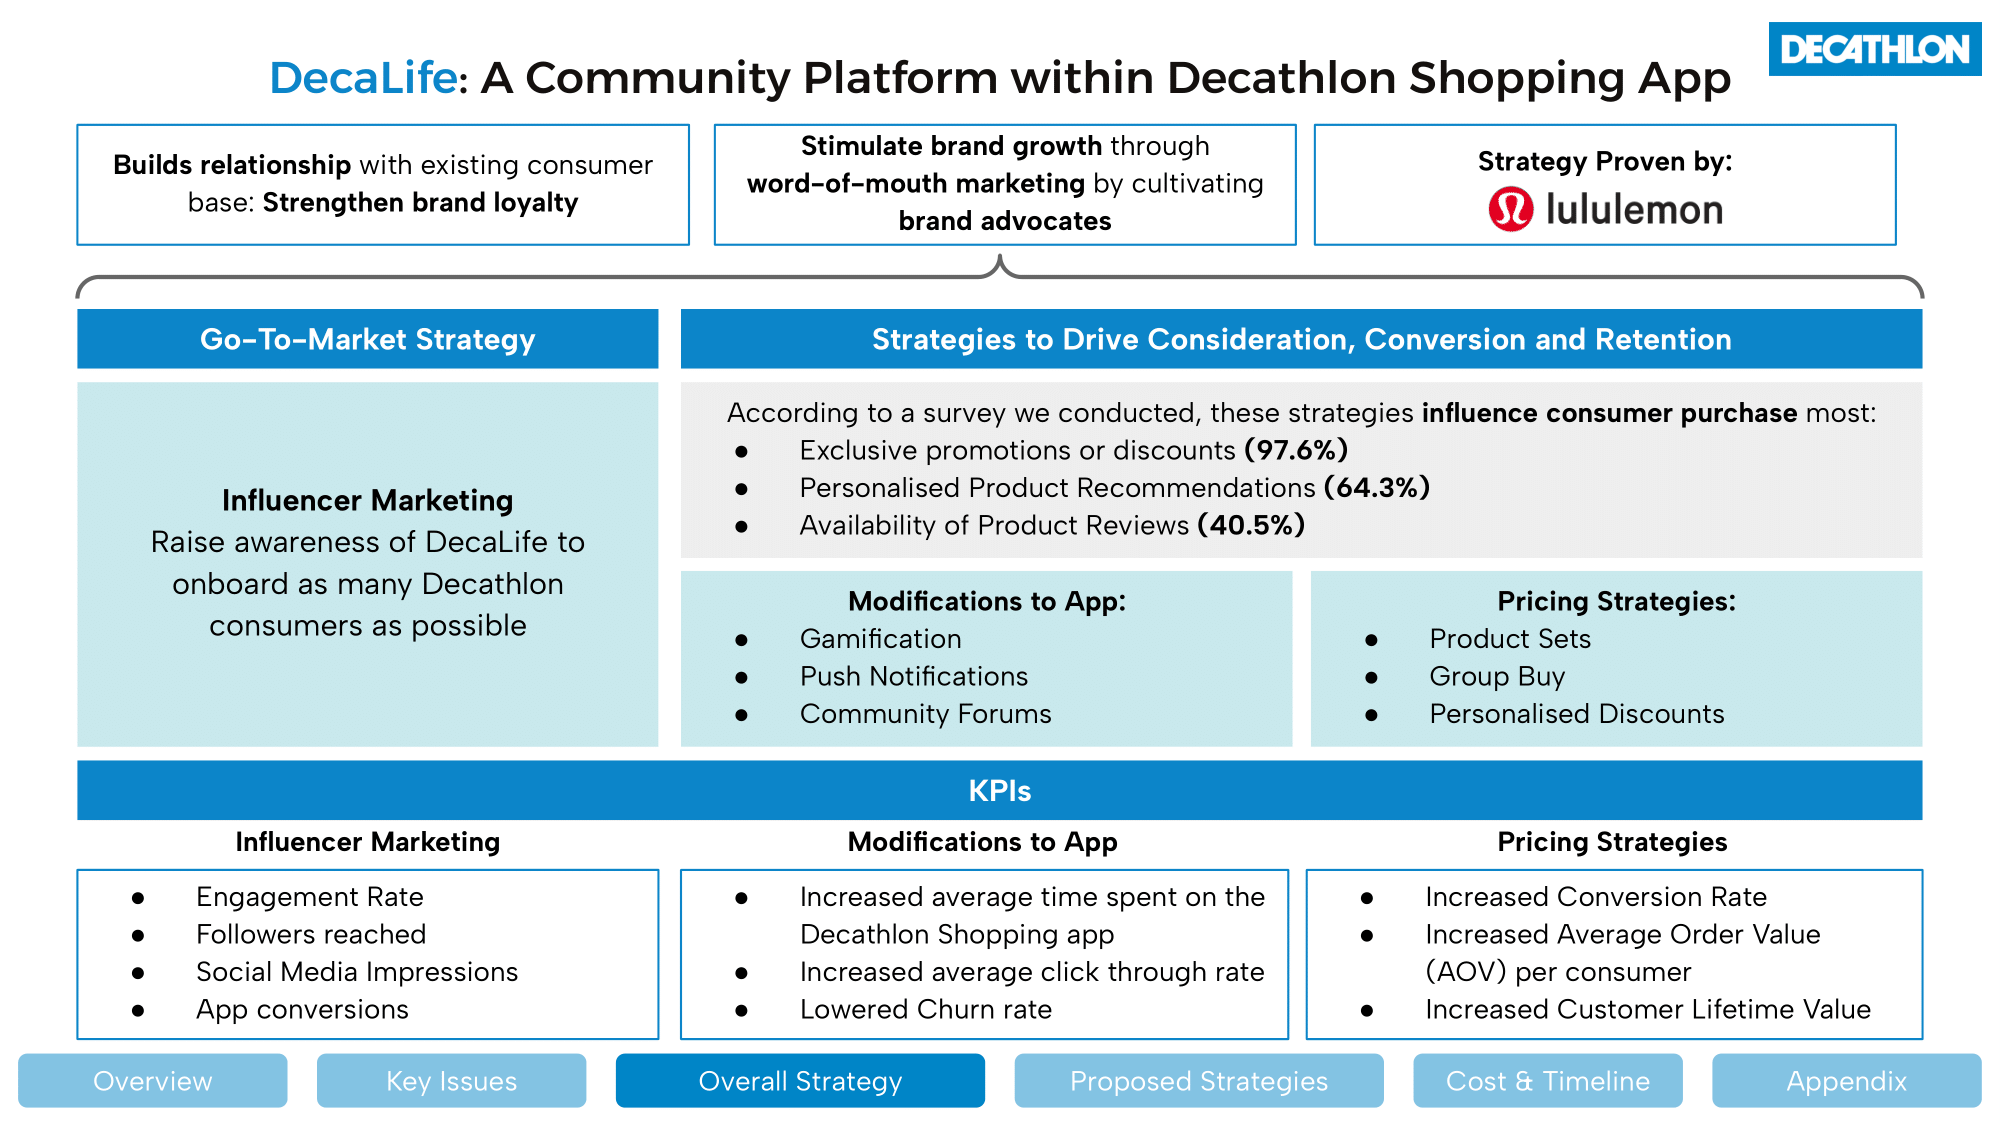 DECATHLON
DecaLife: A Community Platform within Decathlon Shopping App
Builds relationship with existing consumer
base: Strengthen brand loyalty
Stimulate brand growth through
word-of-mouth marketing by cultivating
brand advocates
Strategy Proven by:
lululemon
Go-To-Market Strategy
Influencer Marketing
Raise awareness of DecaLife to
onboard as many Decathlon
consumers as possible
Strategies to Drive Consideration, Conversion and Retention
According to a survey we conducted, these strategies influence consumer purchase most:
● Exclusive promotions or discounts (97.6%)
● Personalised Product Recommendations (64.3%)
● Availability of Product Reviews (40.5%)
Modifications to App:
● Gamification
● Push Notifications
● Community Forums
Pricing Strategies:
● Product Sets
● Group Buy
● Personalised Discounts
KPIs
Influencer Marketing
● Engagement Rate
● Followers reached
● Social Media Impressions
● App conversions
Modifications to App
● Increased average time spent on the
Decathlon Shopping app
● Increased average click through rate
● Lowered Churn rate
Pricing Strategies
● Increased Conversion Rate
● Increased Average Order Value
(AOV) per consumer
● Increased Customer Lifetime Value
Overview
Key Issues
Overall Strategy
Proposed Strategies
Cost & Timeline
Appendix